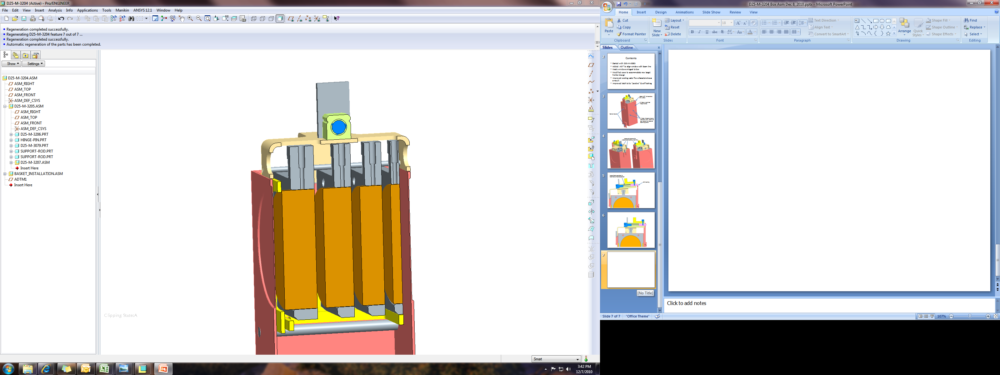 D25-M-3204 (Active) - Pro/ENGINEER
File Edit View Insert Analysis Info Applications Tools Manikin ANSYS 12.1 Window Help
Regeneration completed successfully.
Regenerating D25-M-3204 feature 7 out of 7 ...
Regeneration completed successfully.
Automatic regeneration of the parts has been completed.
Show Settings
D25-M-3204.ASM
ASM_RIGHT
ASM_TOP
ASM_FRONT
ASM_DEF_CSYS
D25-M-3205.ASM
ASM_RIGHT
ASM_TOP
ASM_FRONT
ASM_DEF_CSYS
D25-M-3206.PRT
HINGE-PIN.PRT
D25-M-3079.PRT
SUPPORT-ROD.PRT
SUPPORT-ROD.PRT
D25-M-3207.ASM
Insert Here
BASKET_INSTALLATION.ASM
ADTM1
Insert Here
Clipping State:A
Smart
3:42 PM
12/7/2010
D25-M-3204 Box Asm Dec 8, 2010.pptx - Microsoft PowerPoint
Home Insert Design Animations Slide Show Review View
Paste
Cut
Copy
Format Painter
Clipboard
New Slide
Layout
Reset
Delete
Slides
18
Font
Text Direction
Align Text
Convert to SmartArt
Paragraph
Arrange
Quick Styles
Shape Fill
Shape Outline
Shape Effects
Drawing
Find
Replace
Select
Editing
Slides Outline
2
Contents
Started with D25-M-3080
Added .437" to align window with beam line
Made windows integral to box
Modified cover to accommodate new target holder design
Improved cooling water flow characteristics as a result
Improved latch to be "positive" & self locking
3
4
5
6
7
[No Title]
Click to add notes
Slide 7 of 7 "Office Theme" 107%